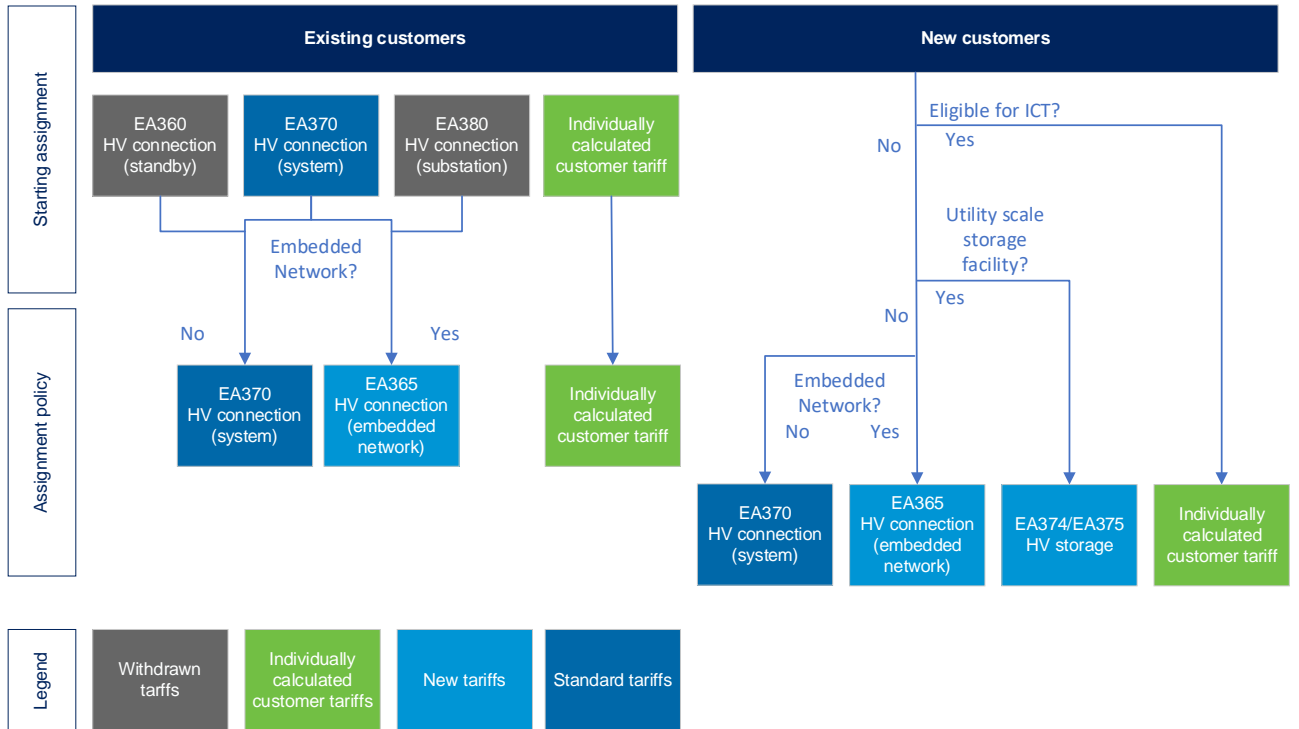 Starting assignment
Existing customers
New customers
EA360
HV connection
(standby)
EA370
HV connection
(system)
EA380
HV connection
(substation)
Individually
calculated
customer tariff
Embedded
Network?
No
Yes
Eligible for ICT?
No
Yes
Utility scale
storage
facility?
Yes
No
Assignment policy
EA370
HV connection
(system)
EA365
HV connection
(embedded
network)
Individually
calculated
customer tariff
Embedded
Network?
No
Yes
EA370
HV connection
(system)
EA365
HV connection
(embedded
network)
EA374/EA375
HV storage
Individually
calculated
customer tariff
Legend
Withdrawn
tarffs
Individually
calculated
customer tariffs
New tariffs
Standard tariffs